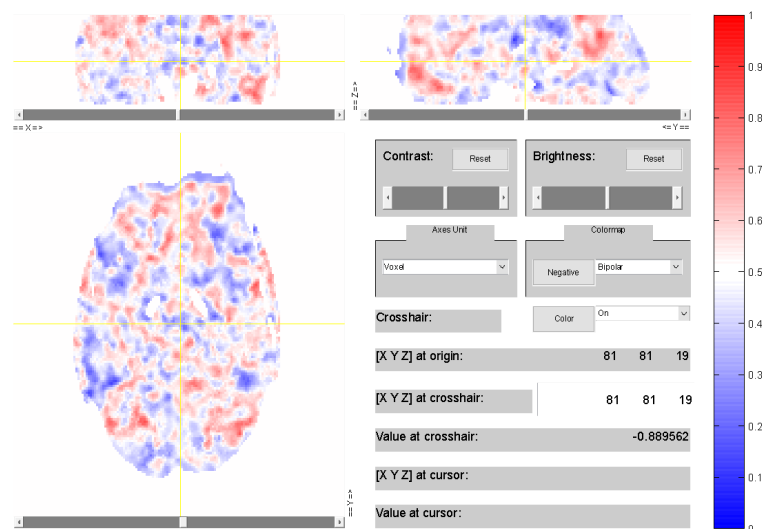 == X =>
== Z =>
<= Y ==
== Y =>
Contrast:
Reset
Brightness:
Reset
Axes Unit
Colormap
Voxel
Negative
Bipolar
Crosshair:
Color
On
[X Y Z] at origin:
81 81 19
[X Y Z] at crosshair:
81 81 19
Value at crosshair:
-0.889562
[X Y Z] at cursor:
Value at cursor:
1
0.9
0.8
0.7
0.6
0.5
0.4
0.3
0.2
0.1
0